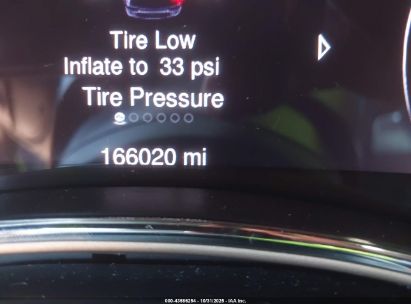 Tire Low
Inflate to 33 psi
Tire Pressure
166020 mi